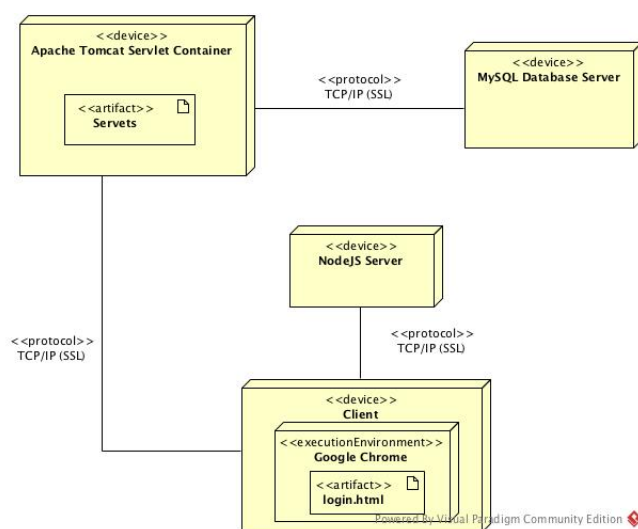 <<device>>
Apache Tomcat Servlet Container
<<artifact>>
Servets
<<protocol>>
TCP/IP (SSL)
<<device>>
MySQL Database Server
<<device>>
NodeJS Server
<<protocol>>
TCP/IP (SSL)
<<protocol>>
TCP/IP (SSL)
<<device>>
Client
<<executionEnvironment>>
Google Chrome
<<artifact>>
login.html
Powered By Visual Paradigm Community Edition